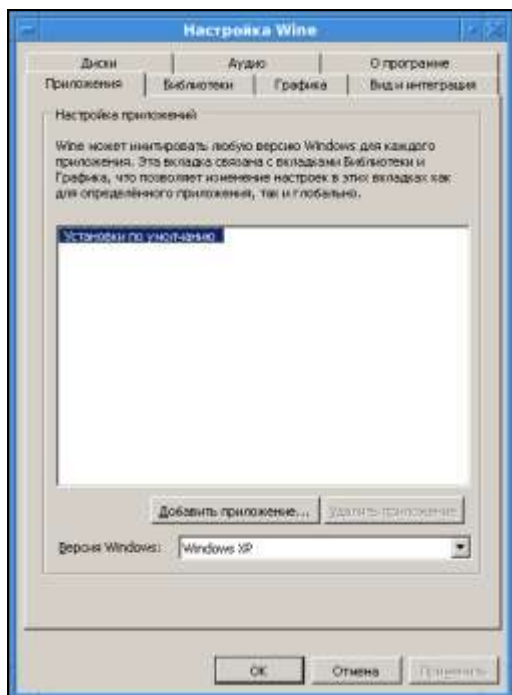 Настройка Wine
Диски Аудио О программе
Приложения Библиотеки Графика Вид и интеграция
Настройка приложений
Wine может имитировать любую версию Windows для каждого
приложения. Эта вкладка связана с вкладками Библиотеки и
Графика, что позволяет изменение настроек в этих вкладках как
для определённого приложения, так и глобально.
Установки по умолчанию
Добавить приложение... Удалить приложение
Версия Windows: Windows XP
OK Отмена Применить